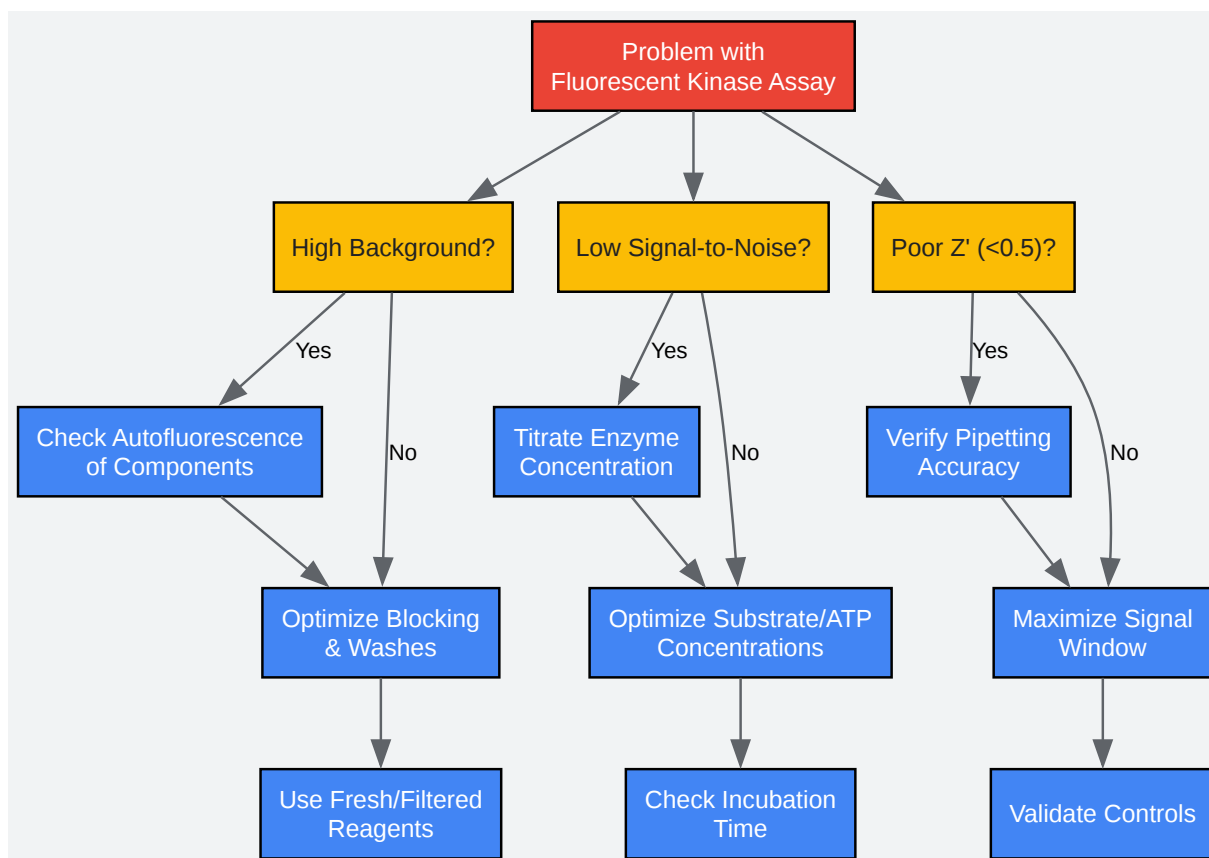 Problem with
Fluorescent Kinase Assay
High Background?
Low Signal-to-Noise?
Poor Z' (<0.5)?
Yes
Yes
Yes
Check Autofluorescence
of Components
No
Titrate Enzyme
Concentration
No
Verify Pipetting
Accuracy
No
Optimize Blocking
& Washes
Optimize Substrate/ATP
Concentrations
Maximize Signal
Window
Use Fresh/Filtered
Reagents
Check Incubation
Time
Validate Controls